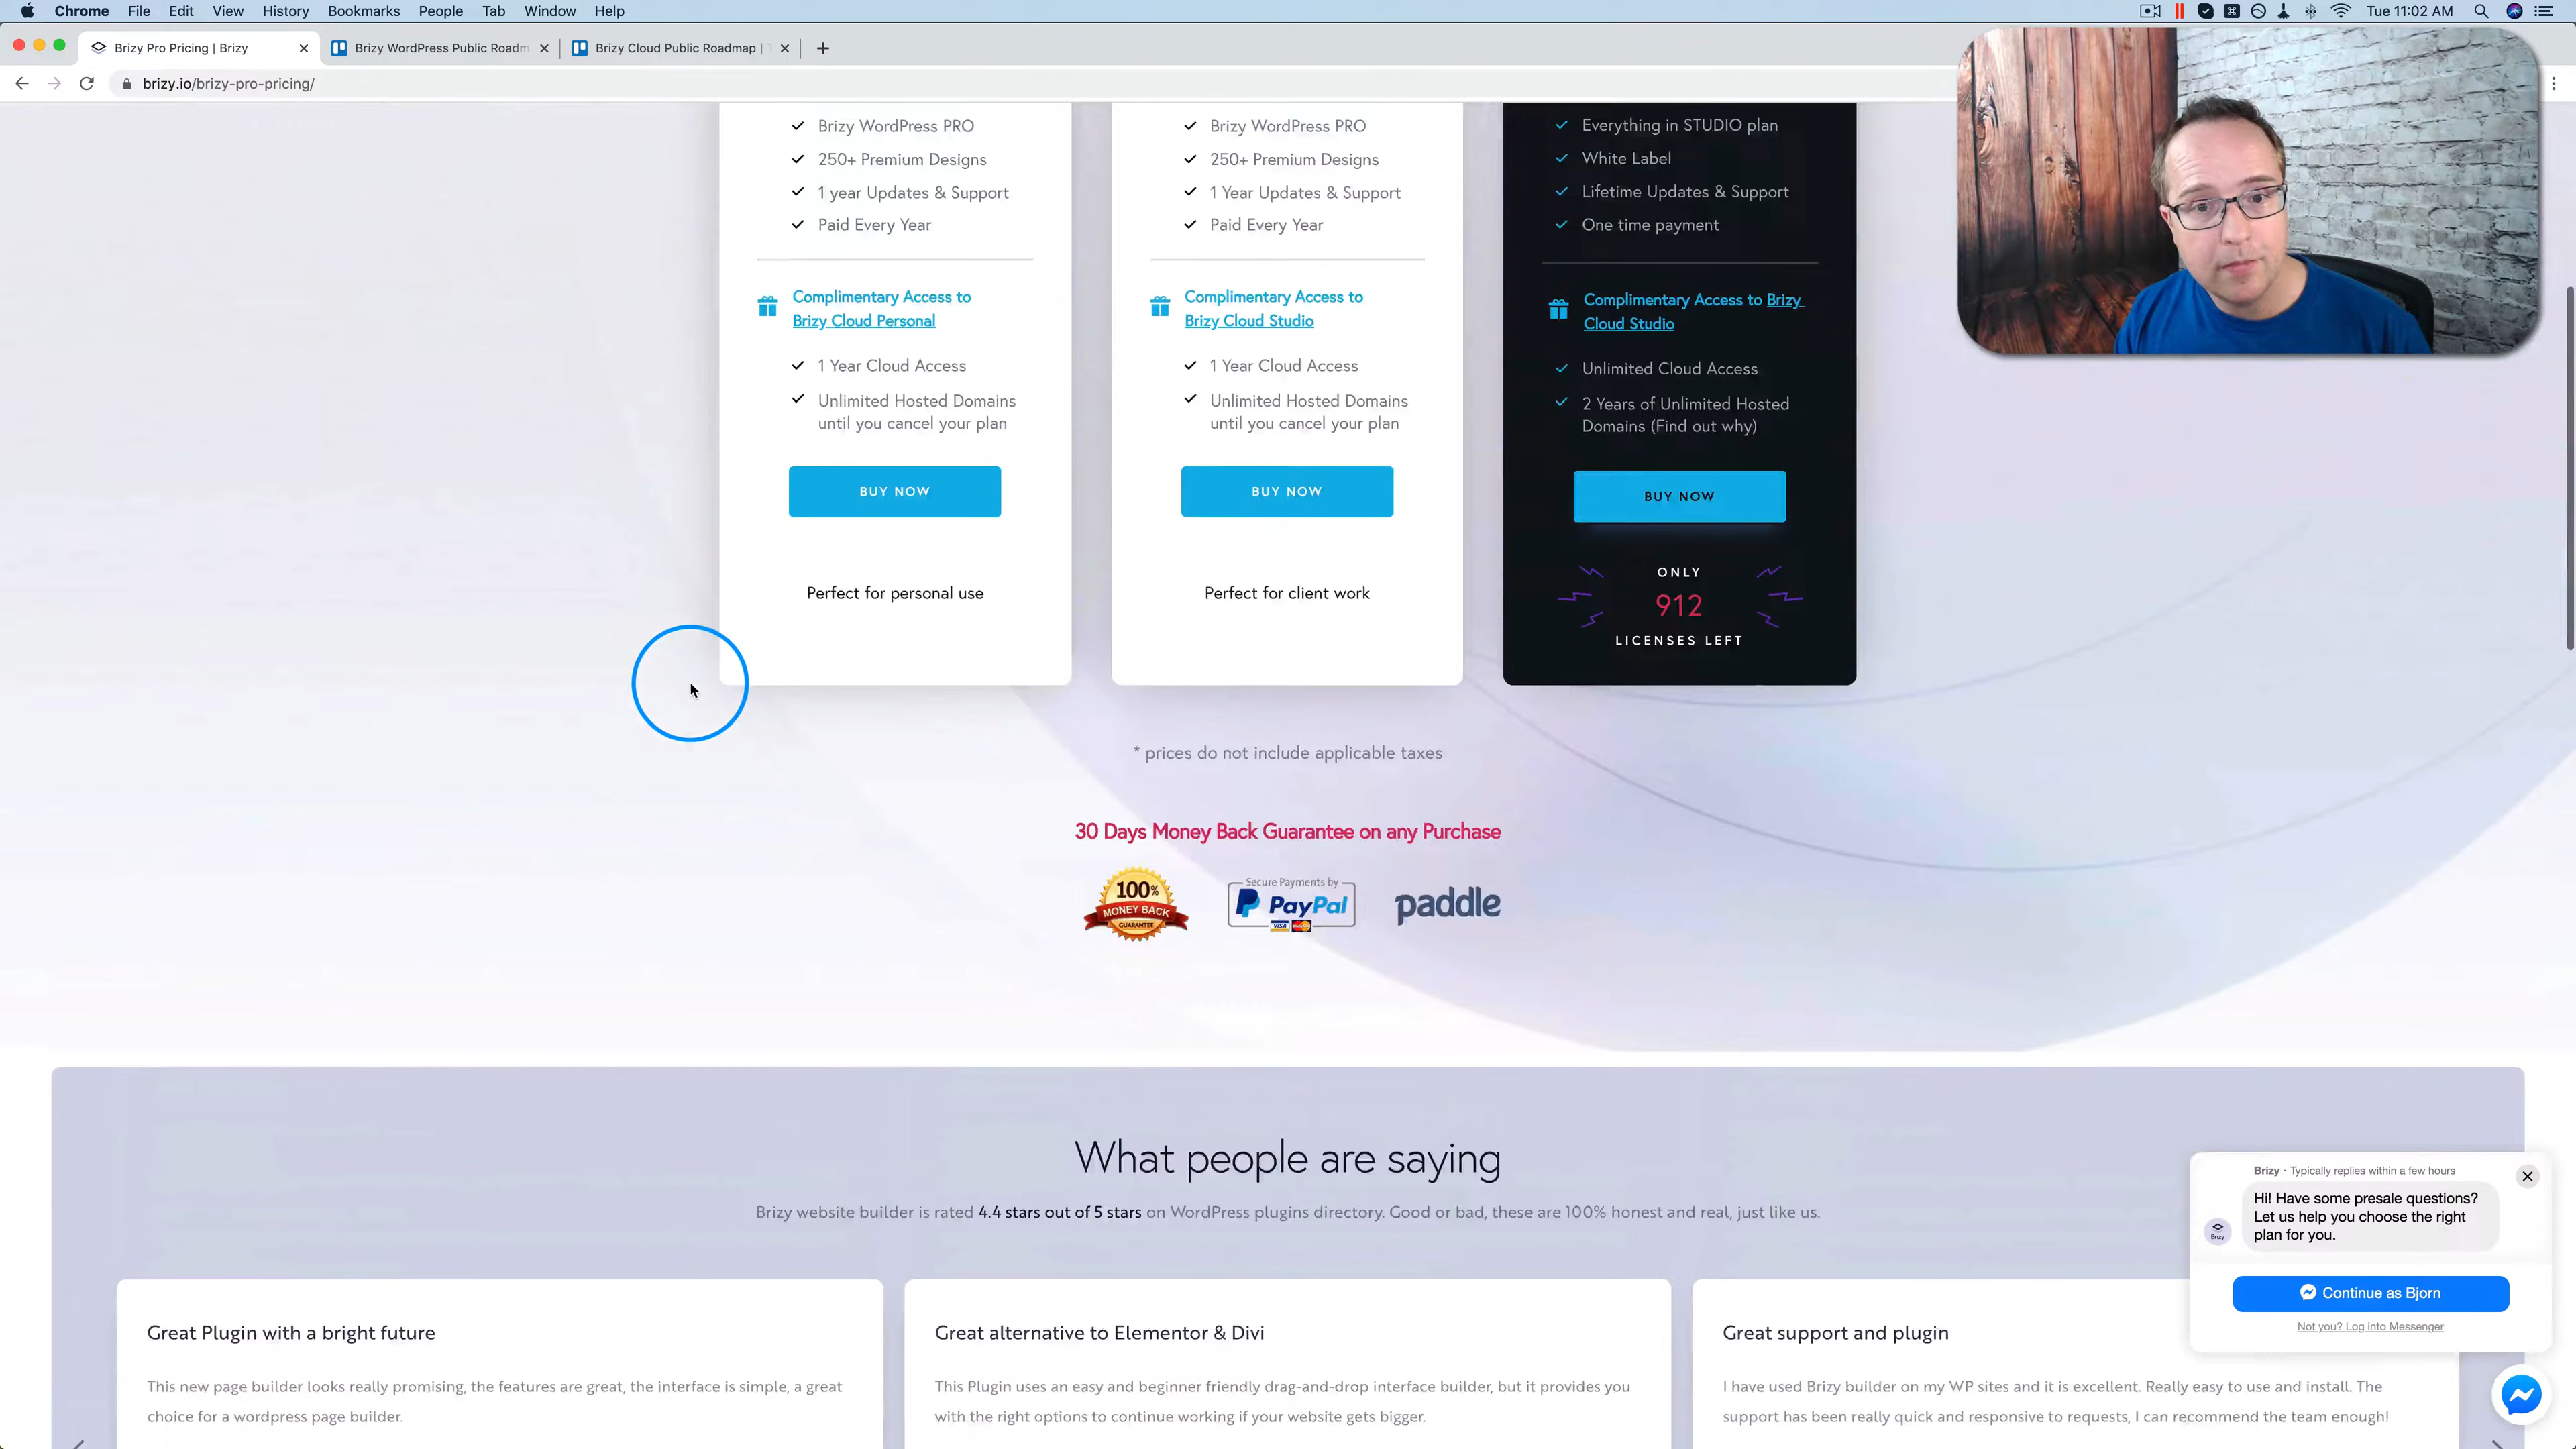 Chrome File Edit View History Bookmarks People Tab Window Help
Tue 11:02 AM
Brizy Pro Pricing | Brizy
Brizy WordPress Public Roadm
Brizy Cloud Public Roadmap |
brizy.io/brizy-pro-pricing/
Brizy WordPress PRO
250+ Premium Designs
1 year Updates & Support
Paid Every Year
Complimentary Access to
Brizy Cloud Personal
1 Year Cloud Access
Unlimited Hosted Domains
until you cancel your plan
BUY NOW
Perfect for personal use
Brizy WordPress PRO
250+ Premium Designs
1 Year Updates & Support
Paid Every Year
Complimentary Access to
Brizy Cloud Studio
1 Year Cloud Access
Unlimited Hosted Domains
until you cancel your plan
BUY NOW
Perfect for client work
Everything in STUDIO plan
White Label
Lifetime Updates & Support
One time payment
Complimentary Access to Brizy
Cloud Studio
Unlimited Cloud Access
2 Years of Unlimited Hosted
Domains (Find out why)
BUY NOW
ONLY
912
LICENSES LEFT
* prices do not include applicable taxes
30 Days Money Back Guarantee on any Purchase
100%
MONEY BACK
GUARANTEE
Secure Payments by
PayPal
VISA MasterCard
paddle
What people are saying
Brizy website builder is rated 4.4 stars out of 5 stars on WordPress plugins directory. Good or bad, these are 100% honest and real, just like us.
Great Plugin with a bright future
This new page builder looks really promising, the features are great, the interface is simple, a great
choice for a wordpress page builder.
Great alternative to Elementor & Divi
This Plugin uses an easy and beginner friendly drag-and-drop interface builder, but it provides you
with the right options to continue working if your website gets bigger.
Great support and plugin
I have used Brizy builder on my WP sites and it is excellent. Really easy to use and install. The
support has been really quick and responsive to requests, I can recommend the team enough!
Brizy · Typically replies within a few hours
Hi! Have some presale questions?
Let us help you choose the right
plan for you.
Brizy
Continue as Bjorn
Not you? Log into Messenger